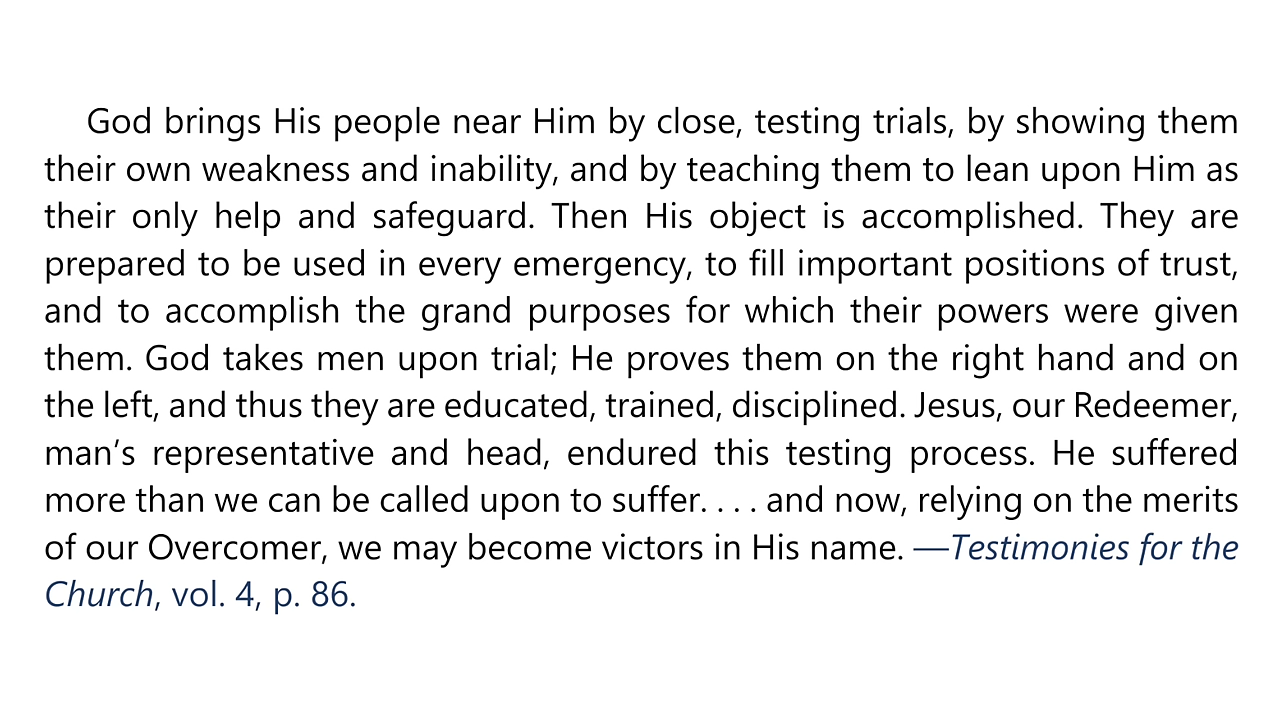 God brings His people near Him by close, testing trials, by showing them
their own weakness and inability, and by teaching them to lean upon Him as
their only help and safeguard. Then His object is accomplished. They are
prepared to be used in every emergency, to fill important positions of trust,
and to accomplish the grand purposes for which their powers were given
them. God takes men upon trial; He proves them on the right hand and on
the left, and thus they are educated, trained, disciplined. Jesus, our Redeemer,
man’s representative and head, endured this testing process. He suffered
more than we can be called upon to suffer. . . . and now, relying on the merits
of our Overcomer, we may become victors in His name. —Testimonies for the
Church, vol. 4, p. 86.